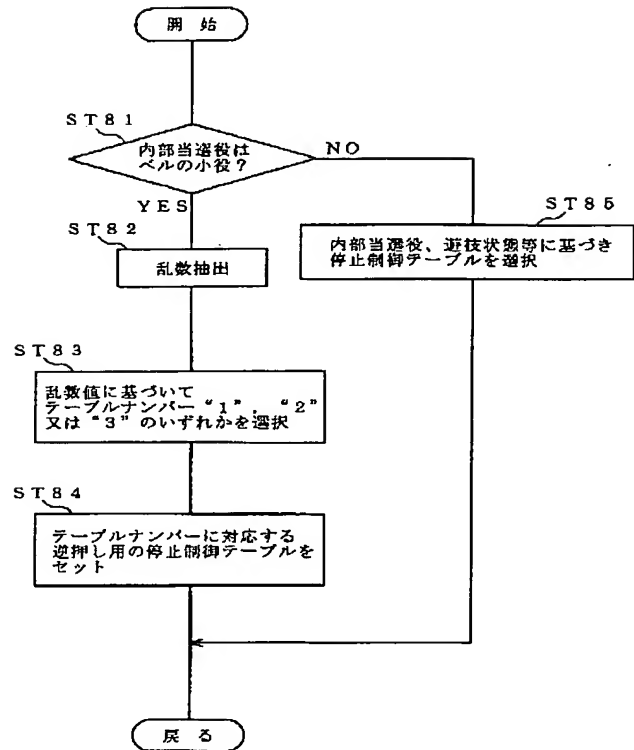 開 始
ST81
内部当選役は
ベルの小役？
NO
YES
ST82
乱数抽出
ST85
内部当選役、遊技状態等に基づき
停止制御テーブルを選択
ST83
乱数値に基づいて
テーブルナンバー“1”，“2”
又は“3”のいずれかを選択
ST84
テーブルナンバーに対応する
逆押し用の停止制御テーブルを
セット
戻 る